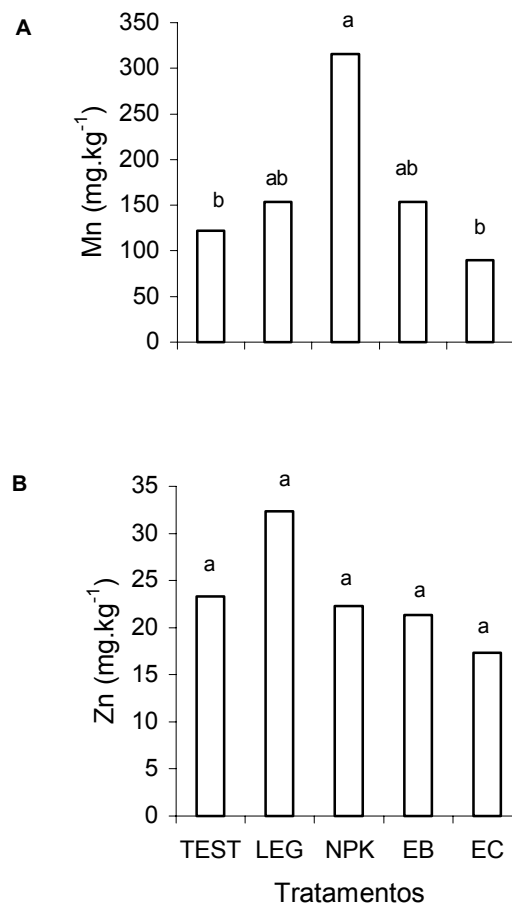 A
Mn (mg.kg-1)
350
300
250
200
150
100
50
0
b
ab
a
ab
b
B
Zn (mg.kg-1)
35
30
25
20
15
10
5
0
a
a
a
a
a
TEST LEG NPK EB EC
Tratamentos